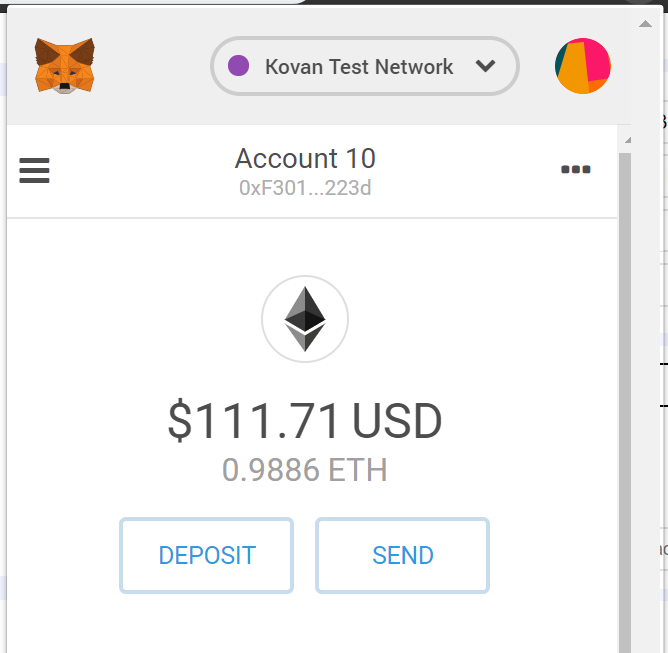 Kovan Test Network
Account 10
0xF301...223d
$111.71 USD
0.9886 ETH
DEPOSIT
SEND